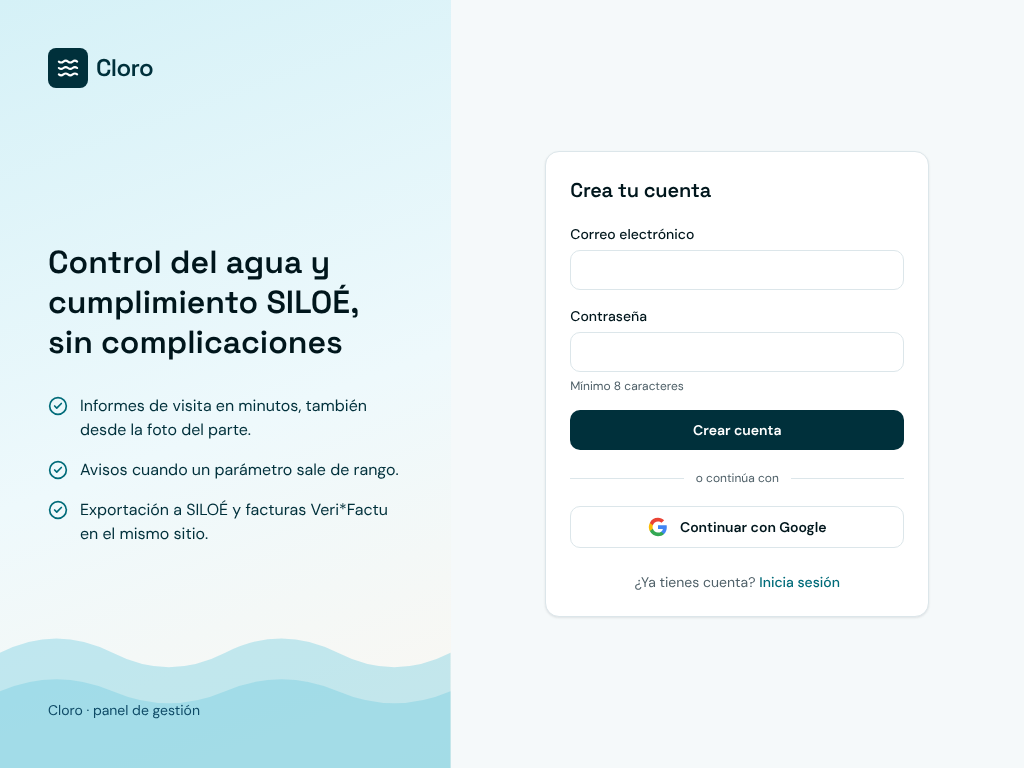 Cloro
Control del agua y
cumplimiento SILOÉ,
sin complicaciones
Informes de visita en minutos, también
desde la foto del parte.
Avisos cuando un parámetro sale de rango.
Exportación a SILOÉ y facturas Veri*Factu
en el mismo sitio.
Cloro · panel de gestión
Crea tu cuenta
Correo electrónico
Contraseña
Mínimo 8 caracteres
Crear cuenta
o continúa con
Continuar con Google
¿Ya tienes cuenta? Inicia sesión